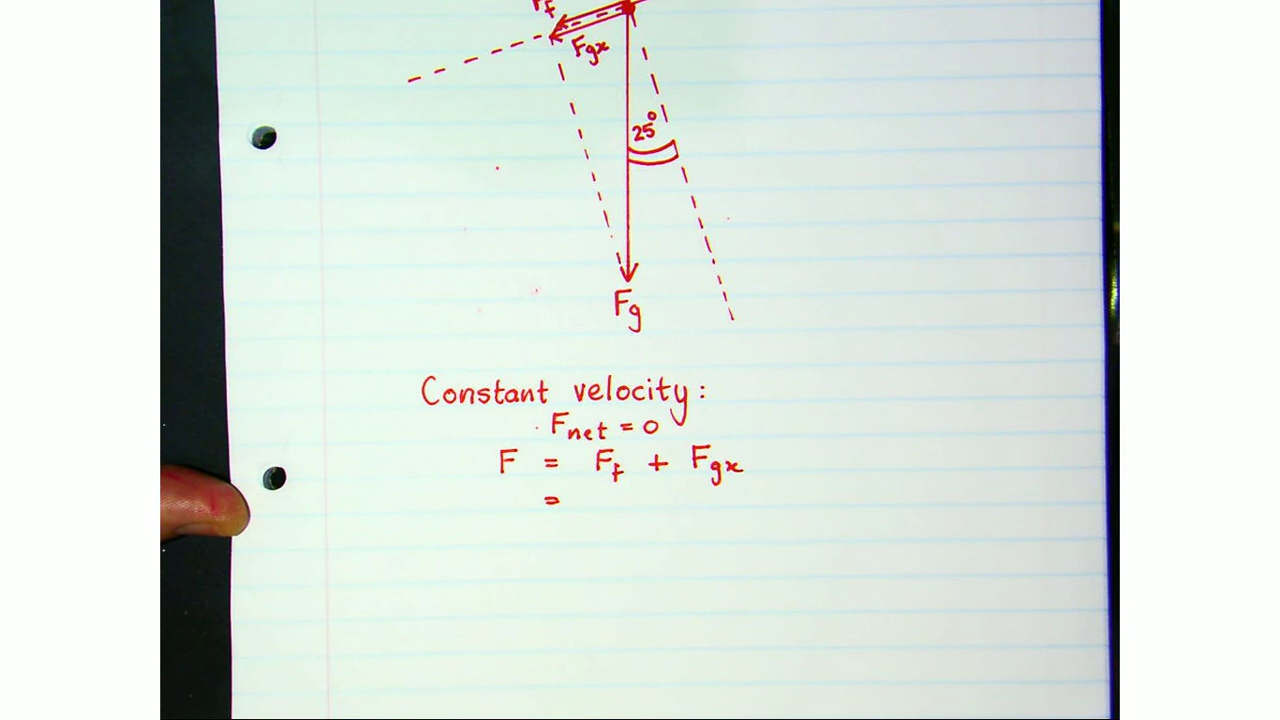 Ff
Fgx
25°
Fg
Constant velocity:
Fnet = 0
F = Ff + Fgx
=